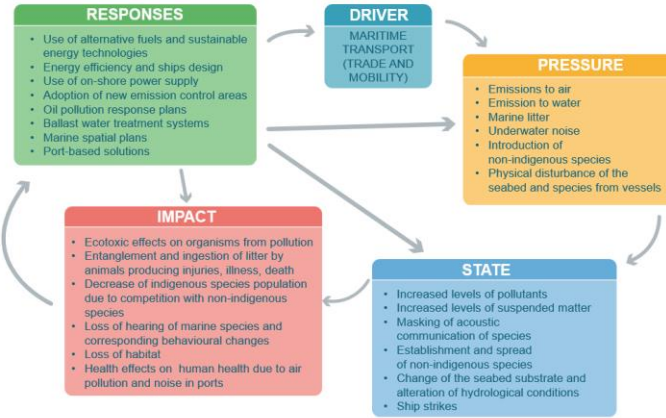 RESPONSES
• Use of alternative fuels and sustainable
energy technologies
• Energy efficiency and ships design
• Use of on-shore power supply
• Adoption of new emission control areas
• Oil pollution response plans
• Ballast water treatment systems
• Marine spatial plans
• Port-based solutions
DRIVER
MARITIME
TRANSPORT
(TRADE AND
MOBILITY)
PRESSURE
• Emissions to air
• Emission to water
• Marine litter
• Underwater noise
• Introduction of
non-indigenous species
• Physical disturbance of the
seabed and species from vessels
IMPACT
• Ecotoxic effects on organisms from pollution
• Entanglement and ingestion of litter by
animals producing injuries, illness, death
• Decrease of indigenous species population
due to competition with non-indigenous
species
• Loss of hearing of marine species and
corresponding behavioural changes
• Loss of habitat
• Health effects on human health due to air
pollution and noise in ports
STATE
• Increased levels of pollutants
• Increased levels of suspended matter
• Masking of acoustic
communication of species
• Establishment and spread
of non-indigenous species
• Change of the seabed substrate and
alteration of hydrological conditions
• Ship strikes